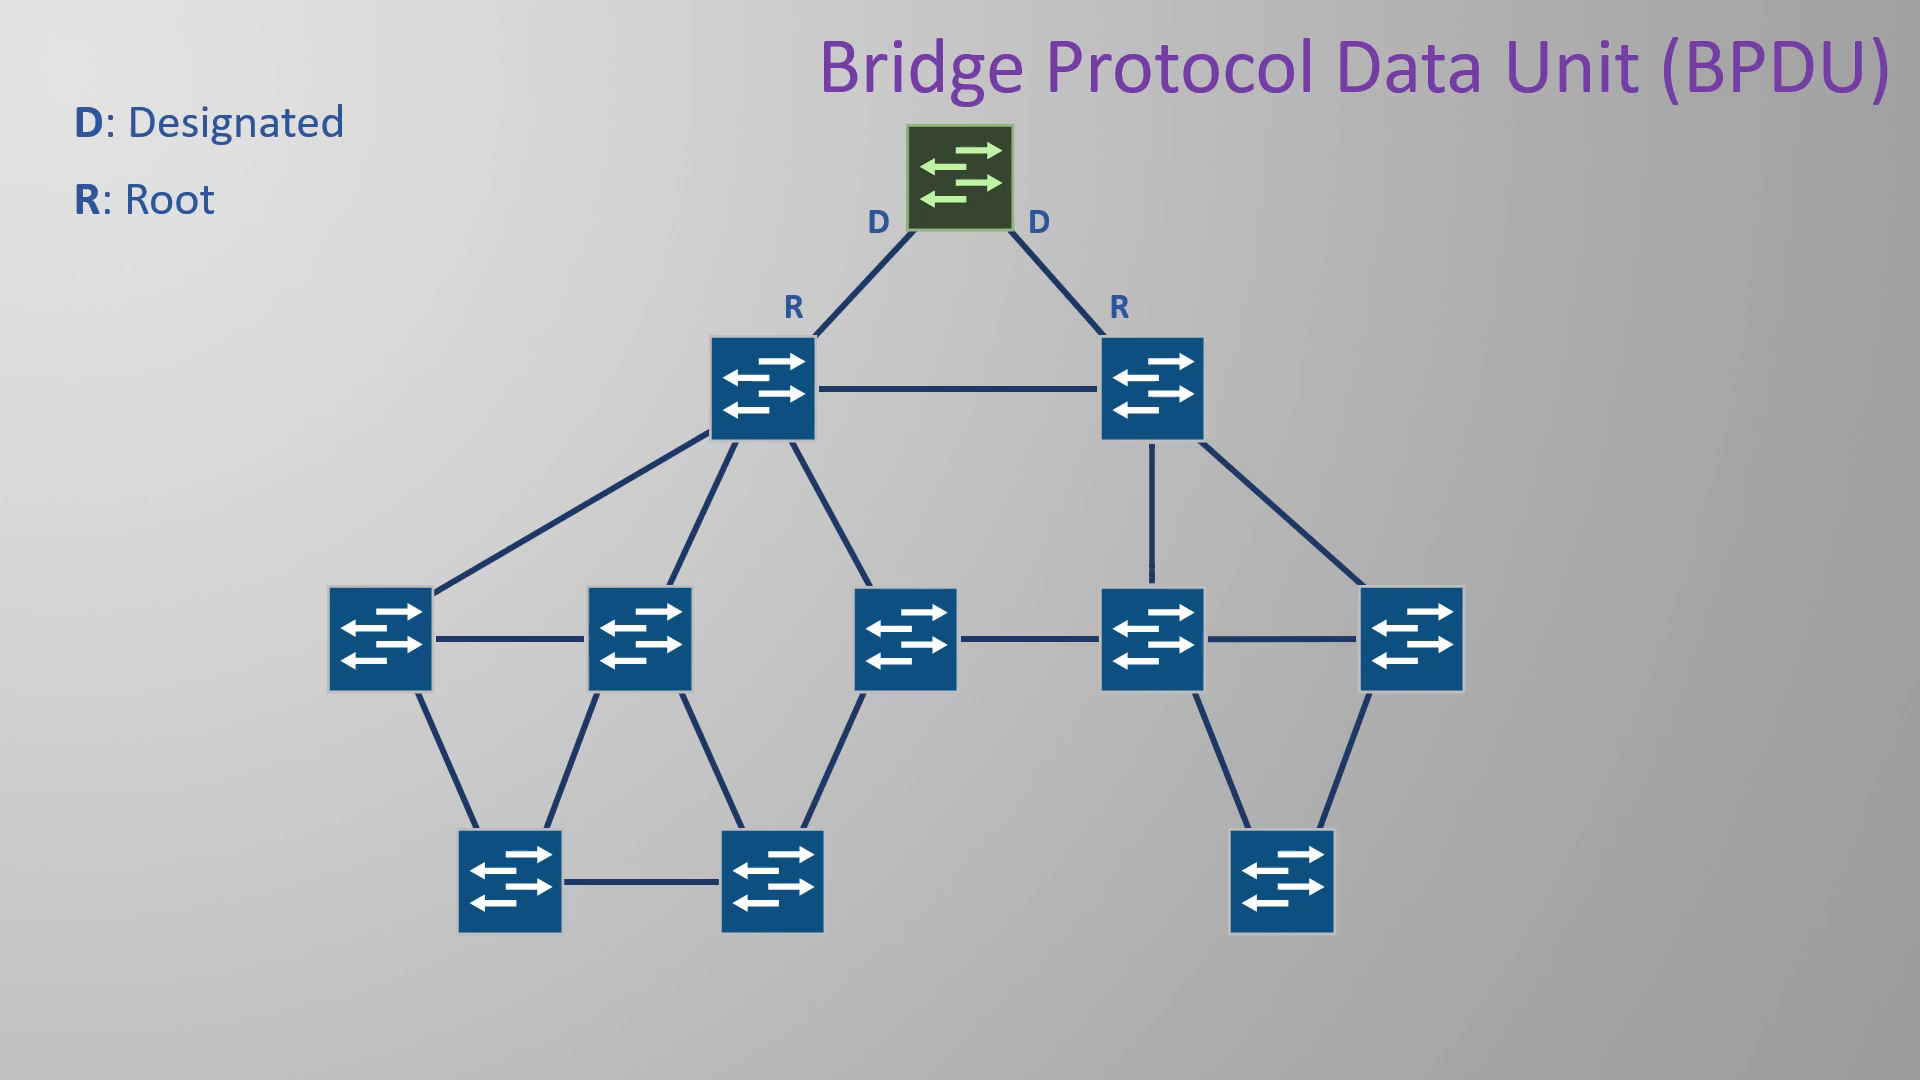 Bridge Protocol Data Unit (BPDU)
D: Designated
R: Root
D
D
R
R